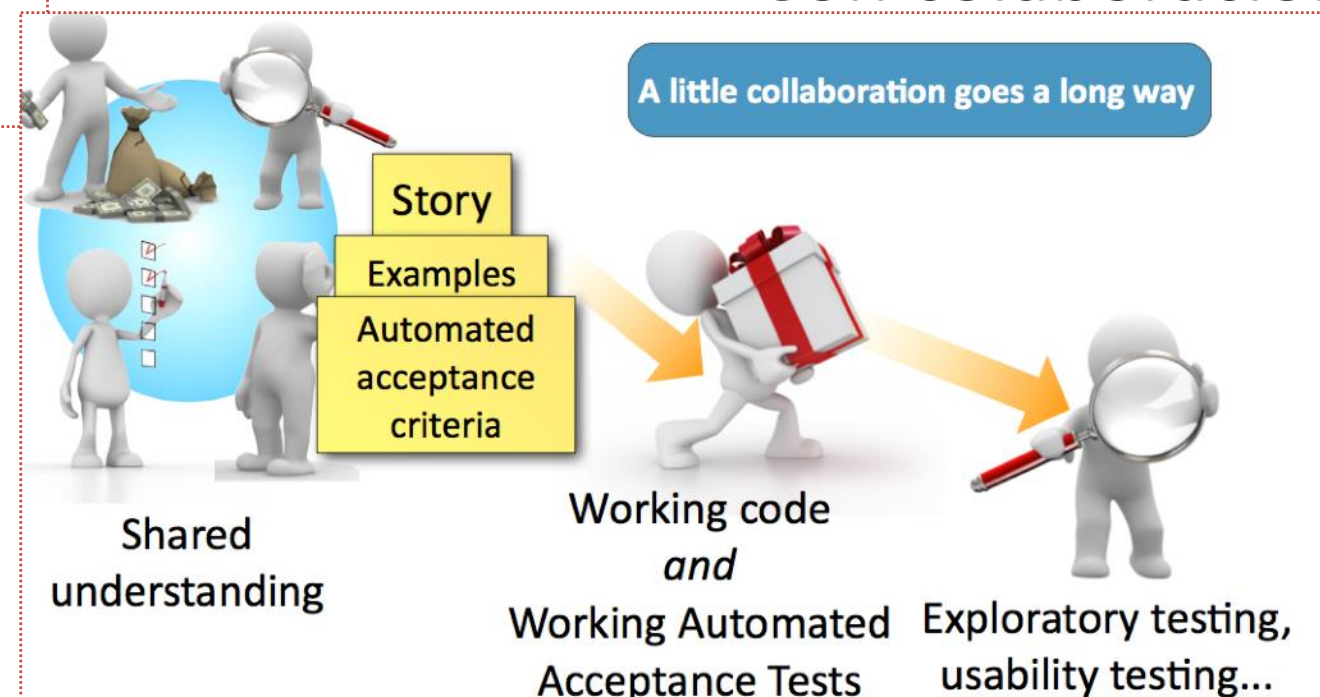 A little collaboration goes a long way
Story
Examples
Automated
acceptance
criteria
Shared
understanding
Working code
and
Working Automated
Acceptance Tests
Exploratory testing,
usability testing...